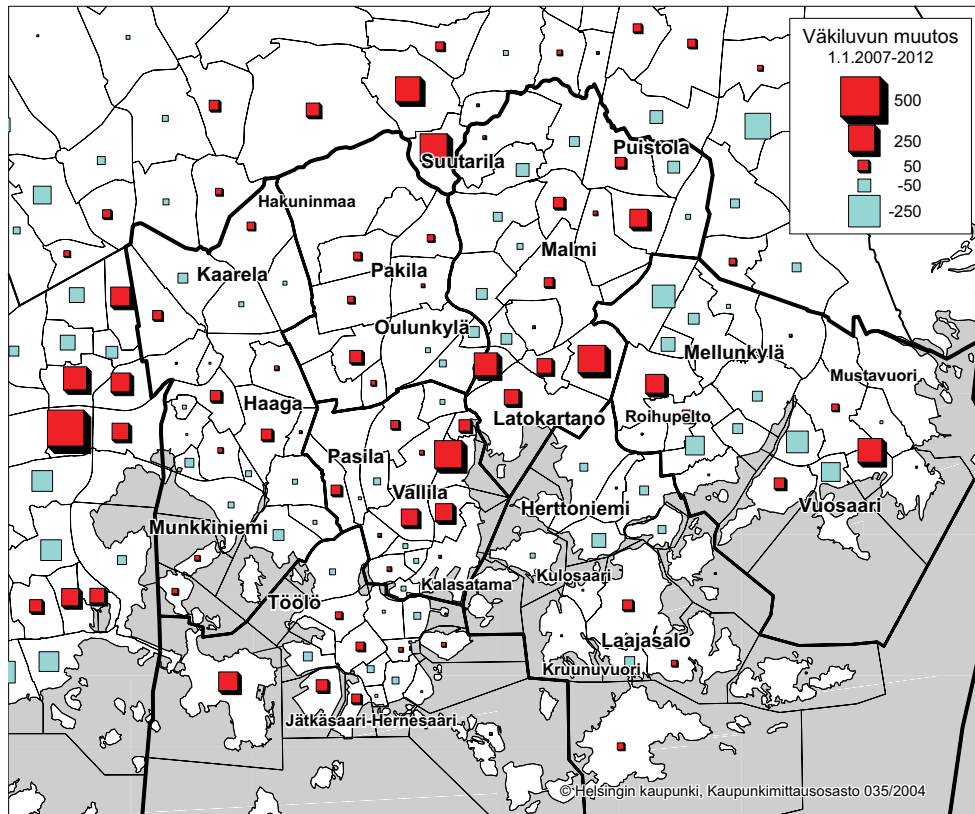 Väkiluvun muutos
1.1.2007-2012
500
250
50
-50
-250
Suutarila
Puistola
Hakuninmaa
Malmi
Kaarela
Pakila
Oulunkylä
Mellunkylä
Mustavuori
Haaga
Latokartano
Roihupelto
Pasila
Vallila
Herttoniemi
Vuosaari
Munkkiniemi
Kulosaari
Kalasatama
Töölö
Laajasalo
Kruunuvuori
Jätkäsaari-Hernesaari
© Helsingin kaupunki, Kaupunkimittausosasto 035/2004